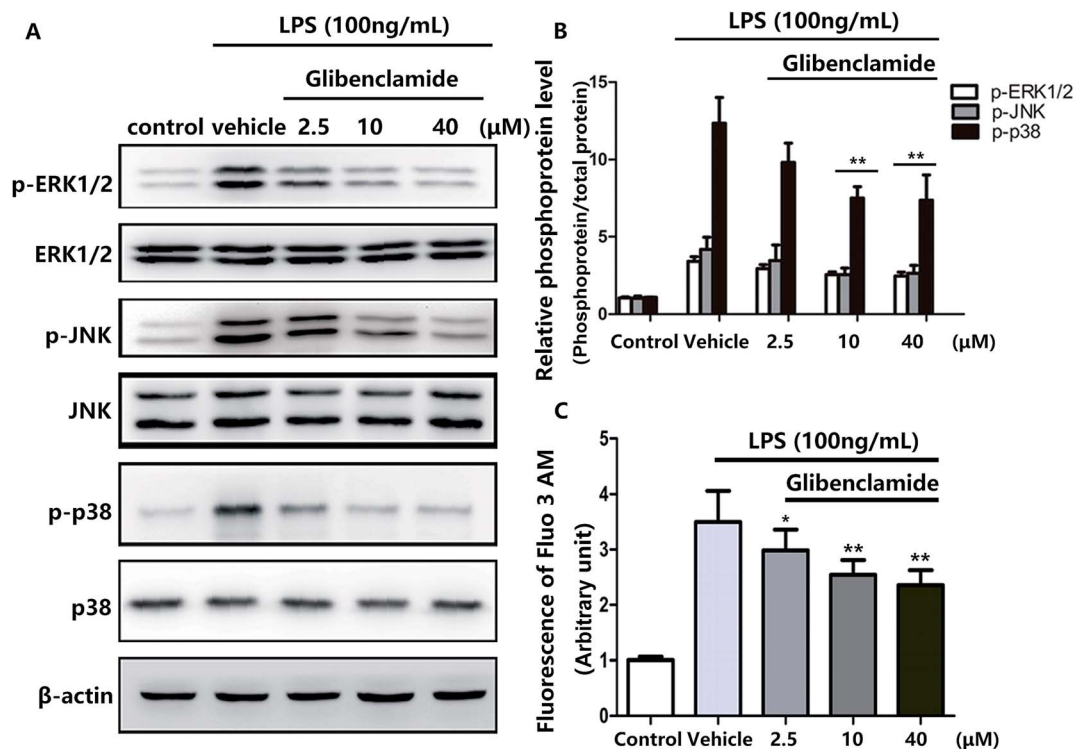 A
LPS (100ng/mL)
Glibenclamide
control vehicle 2.5 10 40 (μM)
p-ERK1/2
ERK1/2
p-JNK
JNK
p-p38
p38
β-actin
B
LPS (100ng/mL)
Glibenclamide
p-ERK1/2
p-JNK
p-p38
Relative phosphoprotein level
(Phosphoprotein/total protein)
15
10
5
0
** **
Control Vehicle 2.5 10 40 (μM)
C
LPS (100ng/mL)
Glibenclamide
Fluorescence of Fluo 3 AM
(Arbitrary unit)
5
4
3
2
1
0
* ** **
Control Vehicle 2.5 10 40 (μM)